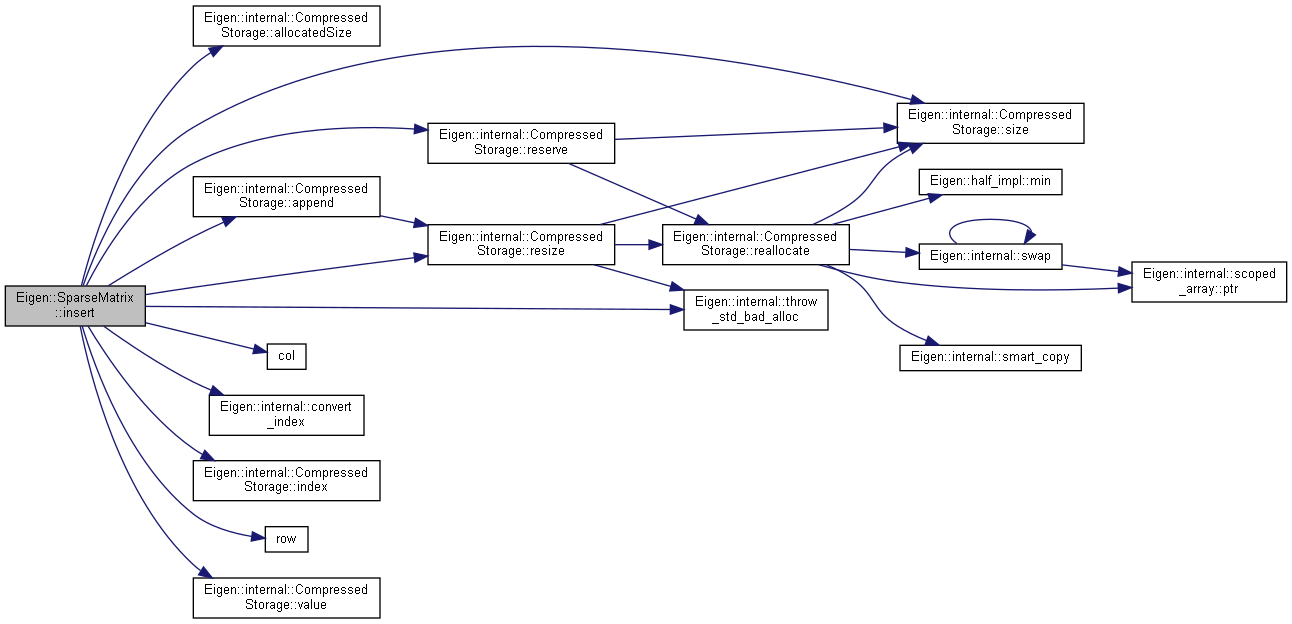 Eigen::SparseMatrix
::insert
Eigen::internal::Compressed
Storage::allocatedSize
Eigen::internal::Compressed
Storage::append
col
Eigen::internal::convert
_index
Eigen::internal::Compressed
Storage::index
row
Eigen::internal::Compressed
Storage::value
Eigen::internal::Compressed
Storage::reserve
Eigen::internal::Compressed
Storage::resize
Eigen::internal::Compressed
Storage::reallocate
Eigen::internal::throw
_std_bad_alloc
Eigen::internal::Compressed
Storage::size
Eigen::half_impl::min
Eigen::internal::swap
Eigen::internal::smart_copy
Eigen::internal::scoped
_array::ptr